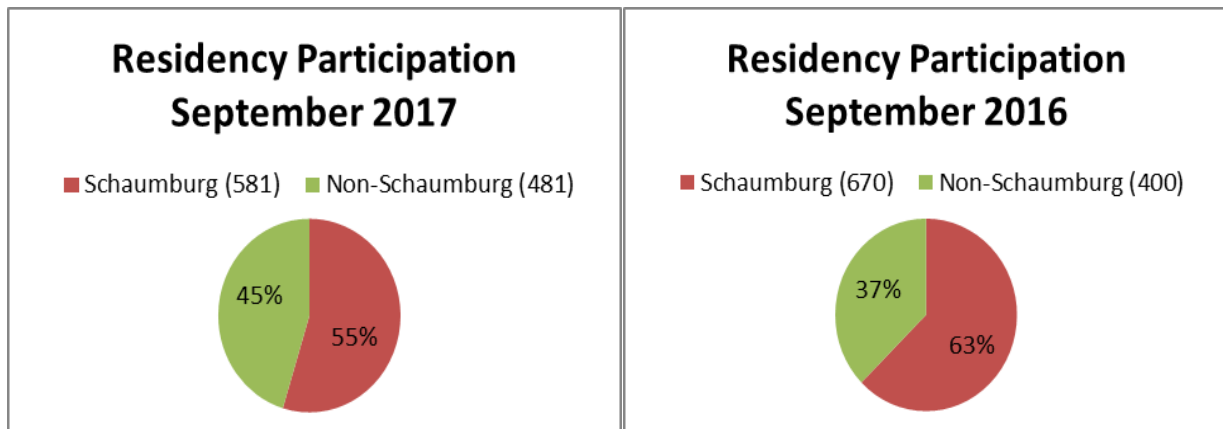 Residency Participation
September 2017
Schaumburg (581) Non-Schaumburg (481)
45%
55%
Residency Participation
September 2016
Schaumburg (670) Non-Schaumburg (400)
37%
63%